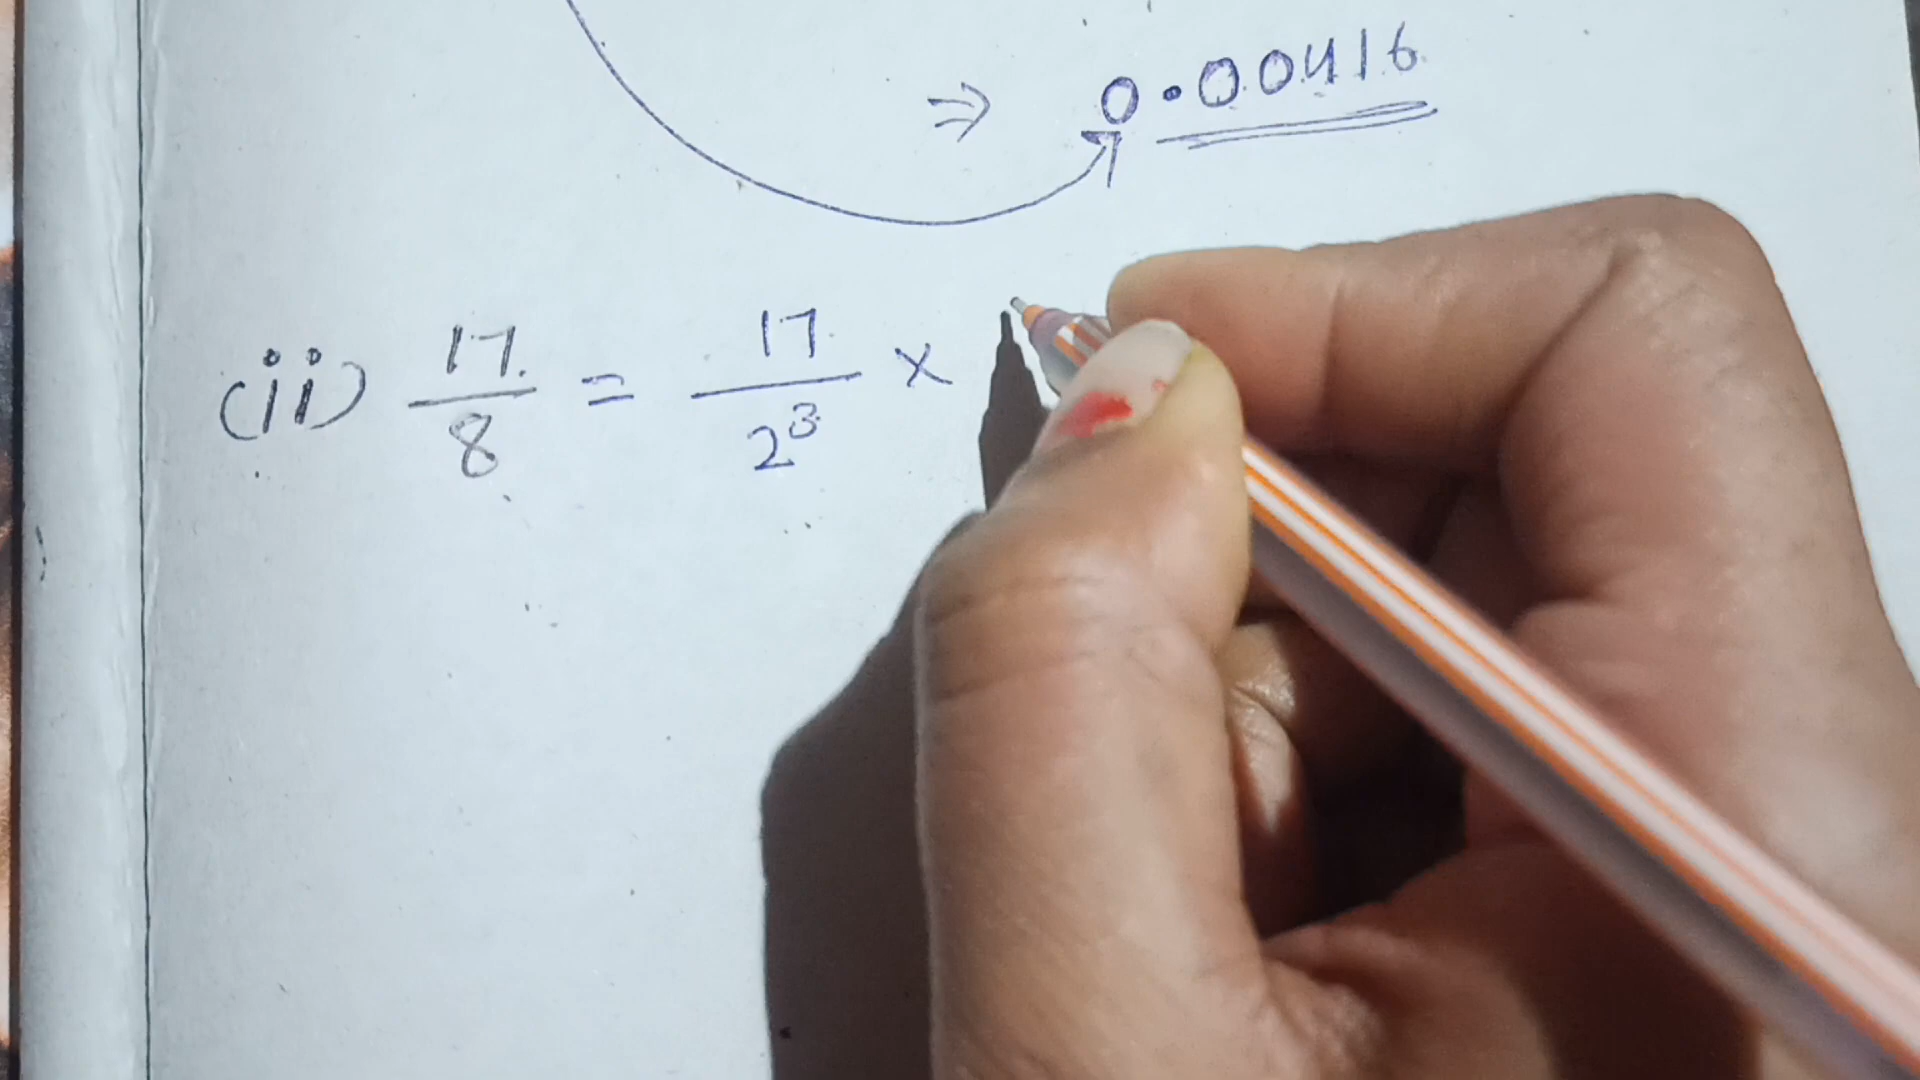 ⇒ 0.00416
(ii) 17/8 = 17/2³ ×